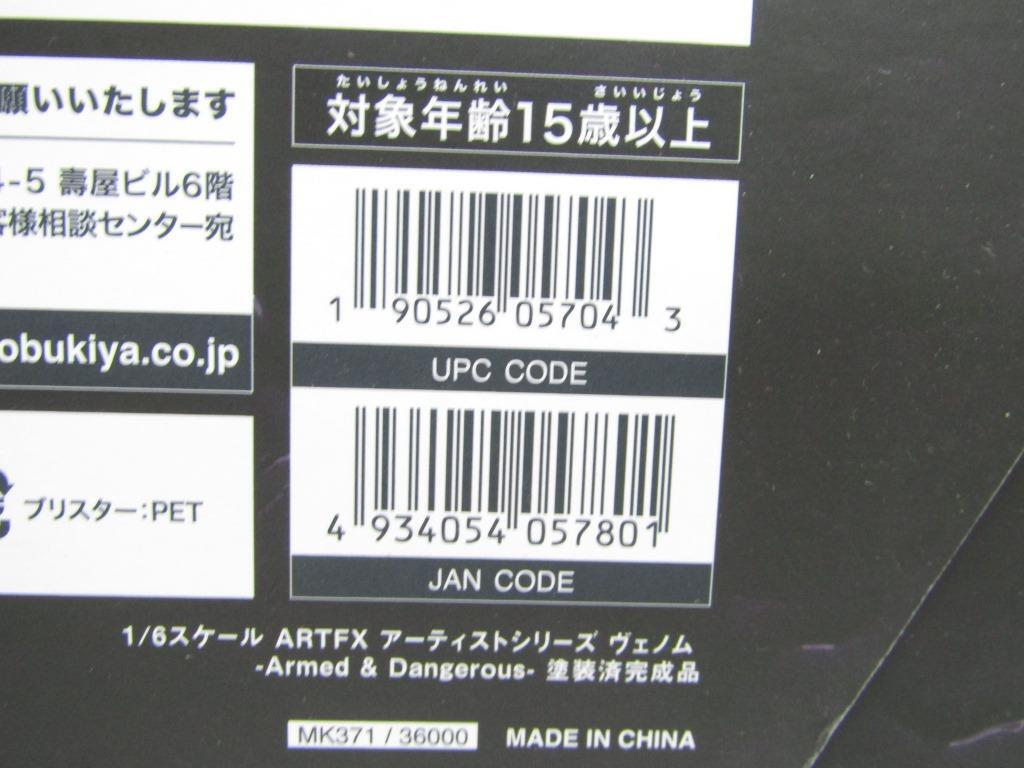 願いいたします
4-5 壽屋ビル6階
客様相談センター宛
obukiya.co.jp
ブリスター:PET
たいしょうねんれい さいいじょう
対象年齢15歳以上
1 90526 05704 3
UPC CODE
4 934054 057801
JAN CODE
1/6スケール ARTFX アーティストシリーズ ヴェノム
-Armed & Dangerous- 塗装済完成品
MK371 / 36000
MADE IN CHINA